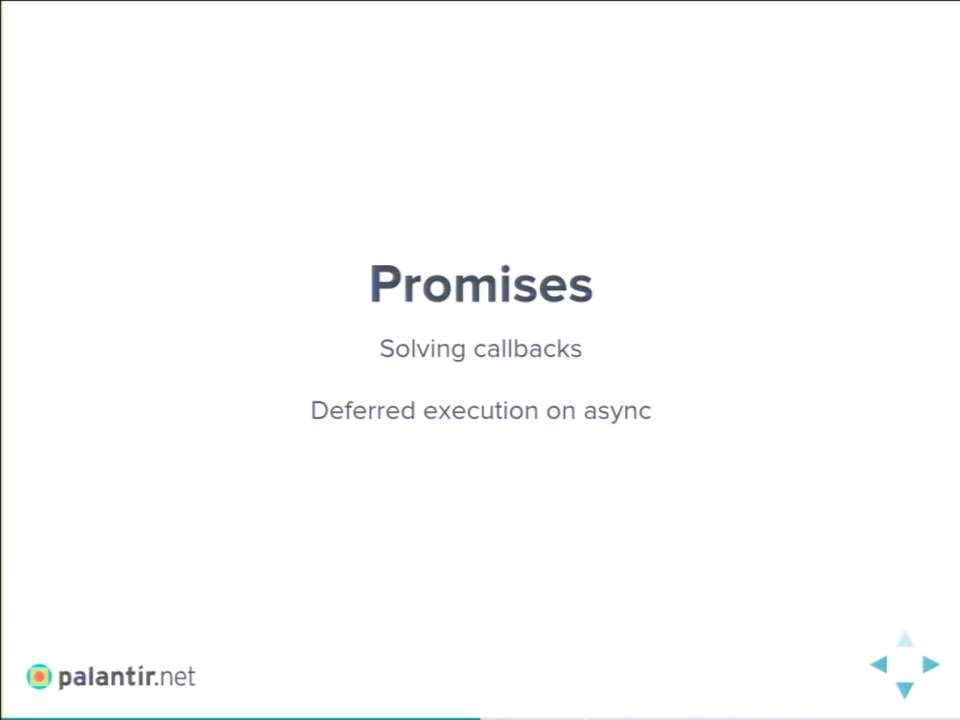 Promises
Solving callbacks
Deferred execution on async
palantir.net